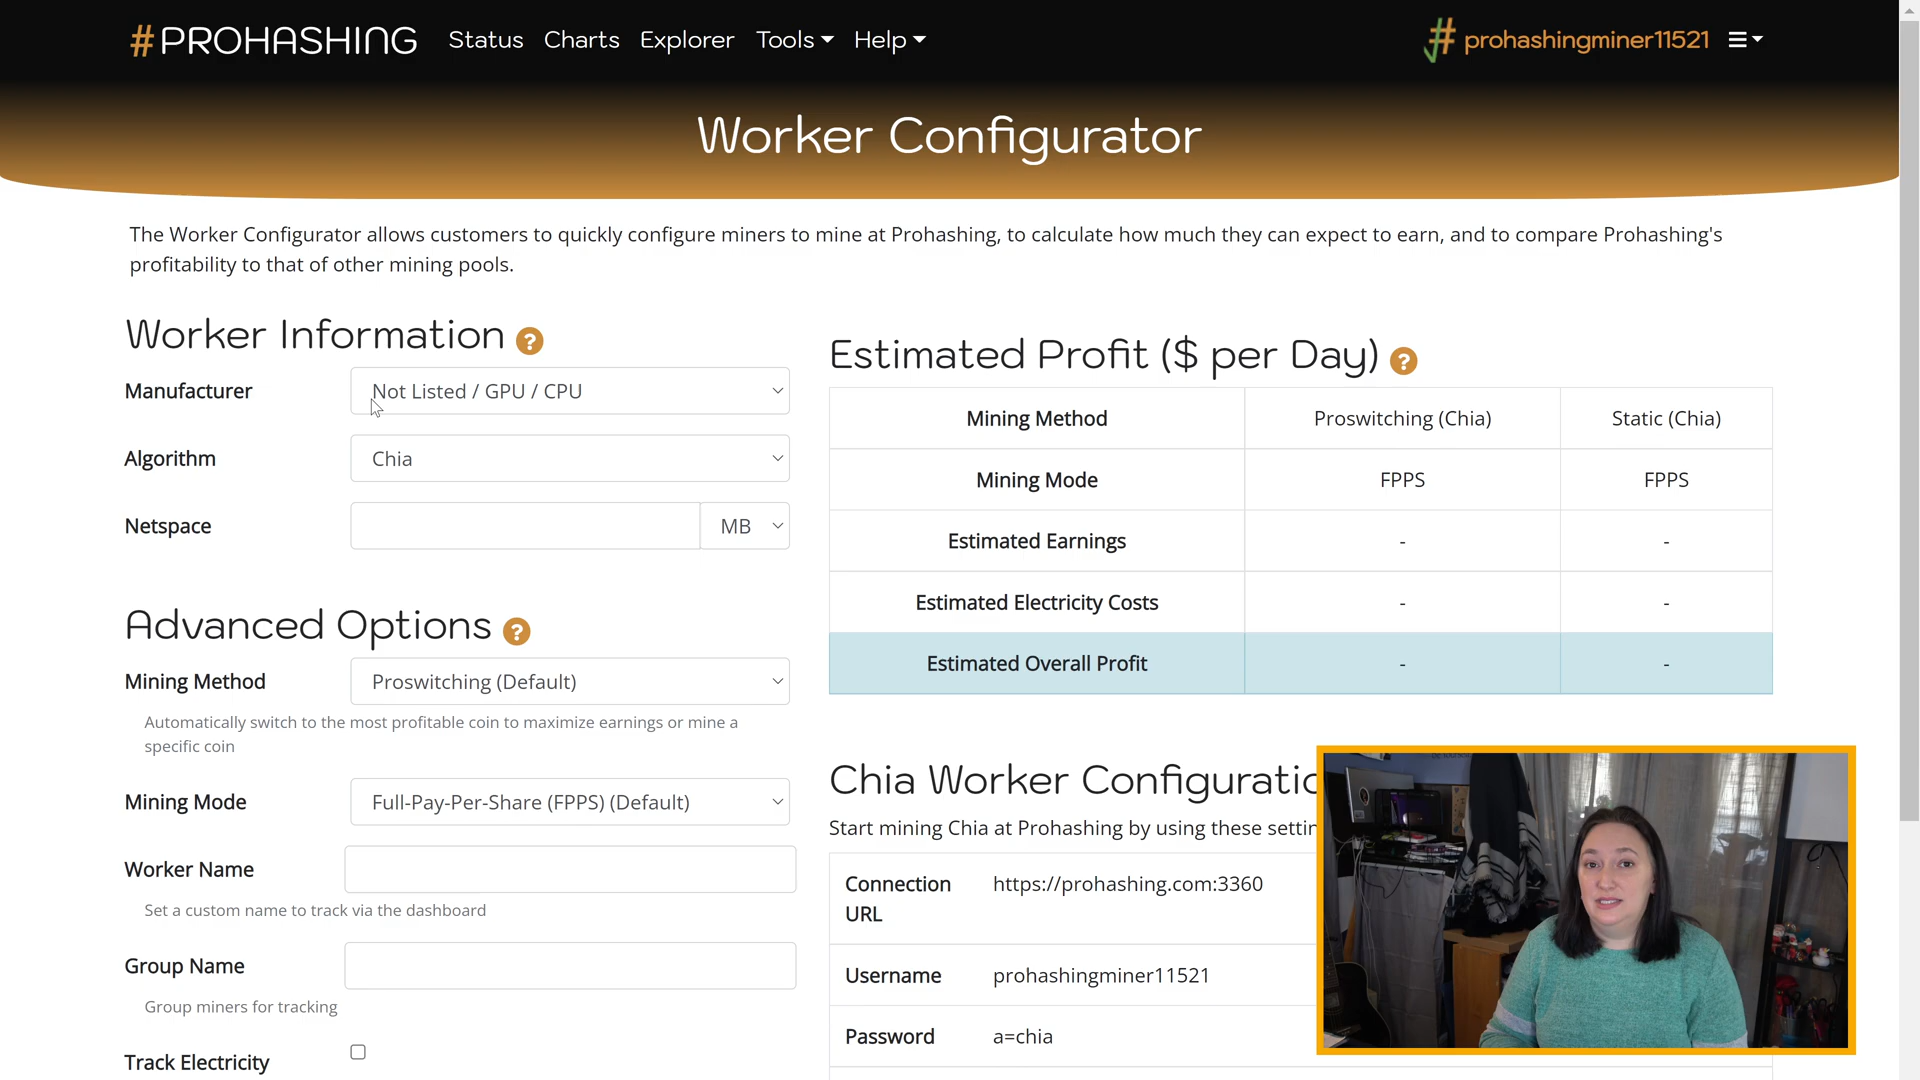 #PROHASHING Status Charts Explorer Tools Help prohashingminer11521
Worker Configurator
The Worker Configurator allows customers to quickly configure miners to mine at Prohashing, to calculate how much they can expect to earn, and to compare Prohashing's
profitability to that of other mining pools.
Worker Information ?
Manufacturer Not Listed / GPU / CPU
Algorithm Chia
Netspace MB
Advanced Options ?
Mining Method Proswitching (Default)
Automatically switch to the most profitable coin to maximize earnings or mine a
specific coin
Mining Mode Full-Pay-Per-Share (FPPS) (Default)
Worker Name
Set a custom name to track via the dashboard
Group Name
Group miners for tracking
Track Electricity
Estimated Profit ($ per Day) ?
Mining Method Proswitching (Chia) Static (Chia)
Mining Mode FPPS FPPS
Estimated Earnings - -
Estimated Electricity Costs - -
Estimated Overall Profit - -
Chia Worker Configuratio
Start mining Chia at Prohashing by using these settin
Connection https://prohashing.com:3360
URL
Username prohashingminer11521
Password a=chia